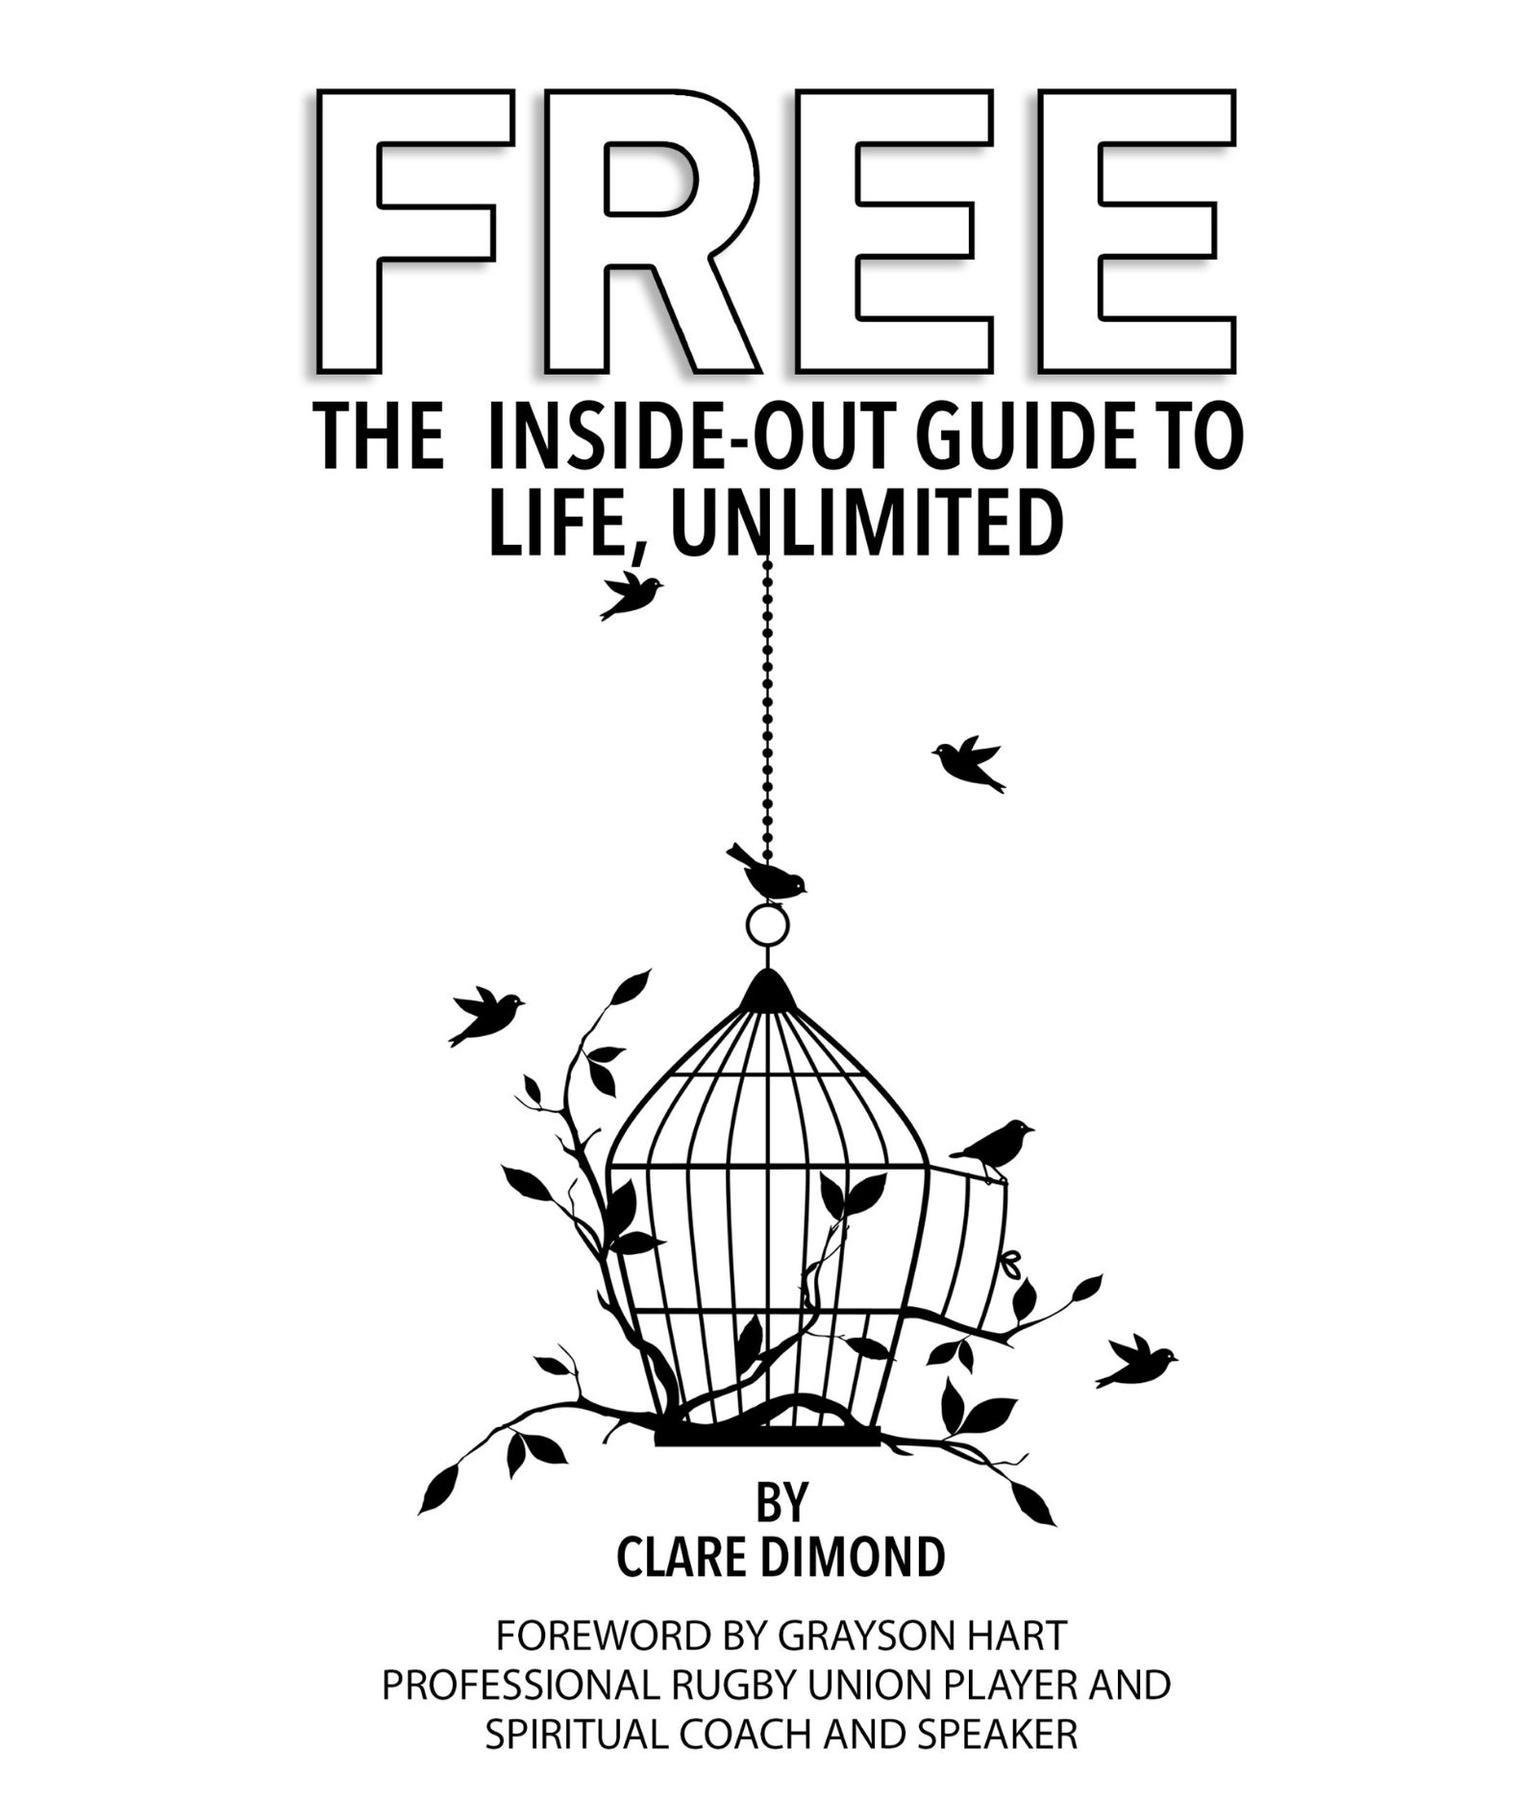 FREE
THE INSIDE-OUT GUIDE TO
LIFE, UNLIMITED
BY
CLARE DIMOND
FOREWORD BY GRAYSON HART
PROFESSIONAL RUGBY UNION PLAYER AND
SPIRITUAL COACH AND SPEAKER